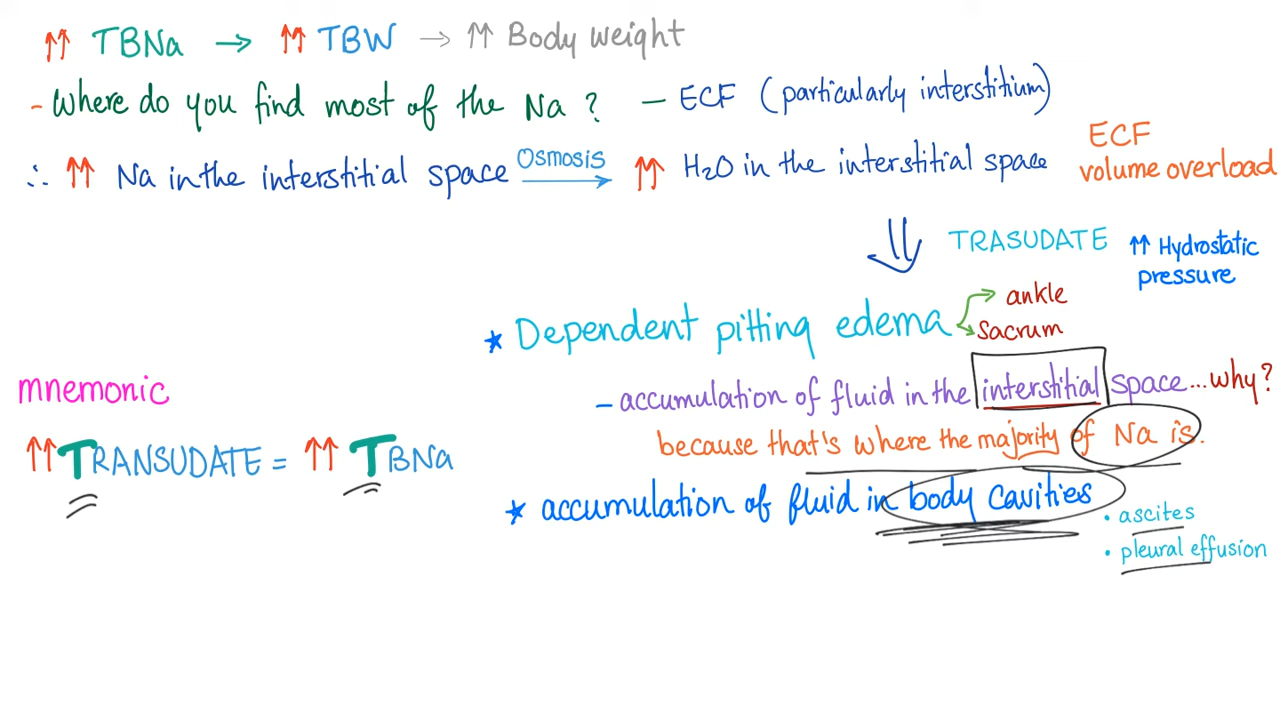 ↑↑ TBNa → ↑↑ TBW → ↑↑ Body weight
- Where do you find most of the Na? - ECF (particularly interstitium)
∴ ↑↑ Na in the interstitial space Osmosis → ↑↑ H2O in the interstitial space
ECF
volume overload
⇓ TRASUDATE ↑↑ Hydrostatic
pressure
* Dependent pitting edema
ankle
sacrum
- accumulation of fluid in the interstitial space...why?
because that's where the majority of Na is.
* accumulation of fluid in body cavities
• ascites
• pleural effusion
mnemonic
↑↑ TRANSUDATE = ↑↑ TBNa